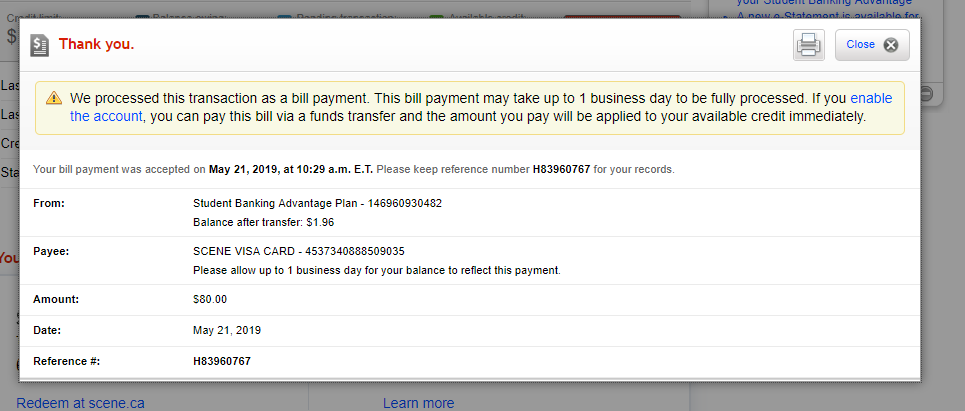 Credit limit: Balance owing: Pending transaction: Available credit:
your Student Banking Advantage
A new e-Statement is available for
$
Thank you.
Close
Las
We processed this transaction as a bill payment. This bill payment may take up to 1 business day to be fully processed. If you enable
the account, you can pay this bill via a funds transfer and the amount you pay will be applied to your available credit immediately.
Las
Cre
Sta
Your bill payment was accepted on May 21, 2019, at 10:29 a.m. E.T. Please keep reference number H83960767 for your records.
From: Student Banking Advantage Plan - 146960930482
Balance after transfer: $1.96
Payee: SCENE VISA CARD - 4537340888509035
You
Please allow up to 1 business day for your balance to reflect this payment.
Amount: $80.00
Date: May 21, 2019
Reference #: H83960767
Redeem at scene.ca Learn more